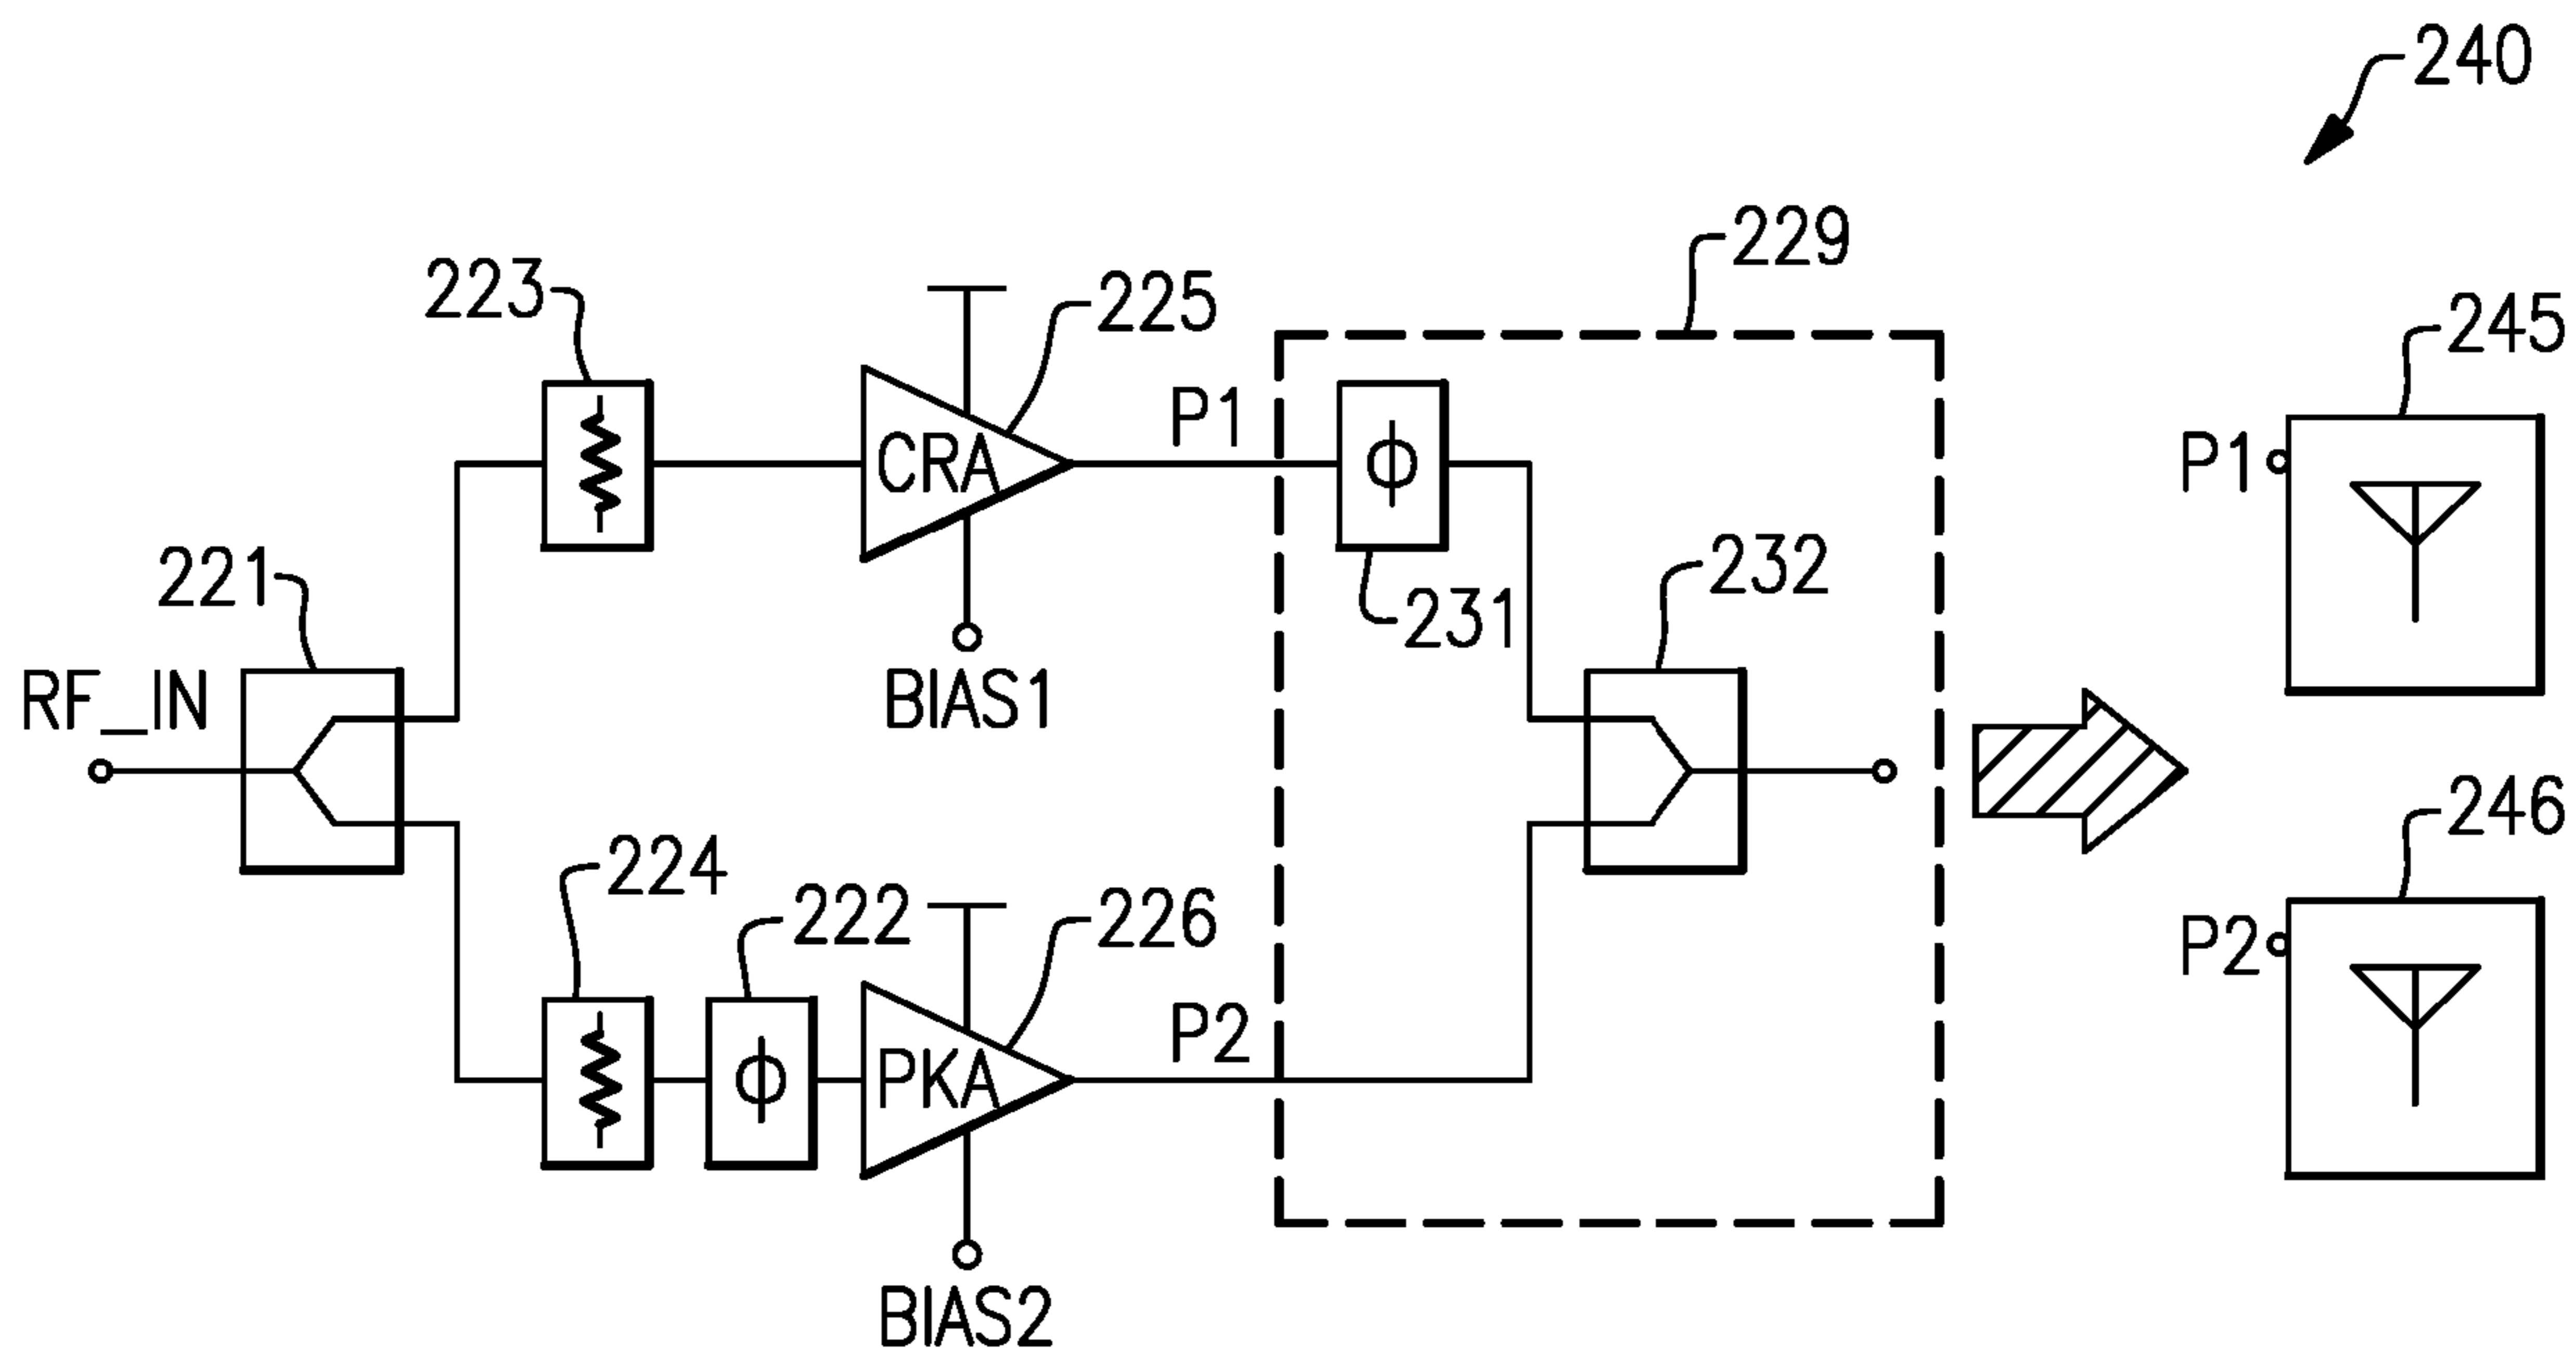 240
229
223
225
245
P1
CRA
φ
P1
232
221
231
RF_IN
BIAS1
246
224
222
226
P2
P2
PKA
φ
BIAS2